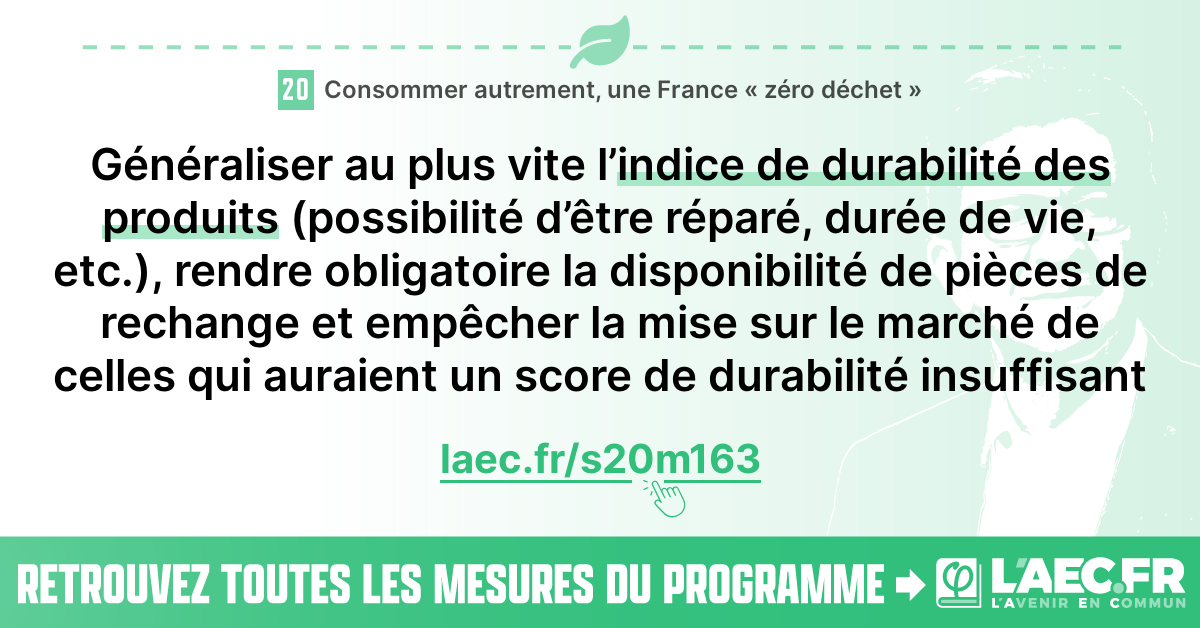 20 Consommer autrement, une France « zéro déchet »
Généraliser au plus vite l’indice de durabilité des
produits (possibilité d’être réparé, durée de vie,
etc.), rendre obligatoire la disponibilité de pièces de
rechange et empêcher la mise sur le marché de
celles qui auraient un score de durabilité insuffisant
laec.fr/s20m163
RETROUVEZ TOUTES LES MESURES DU PROGRAMME
φ L'AEC.FR
L'AVENIR EN COMMUN